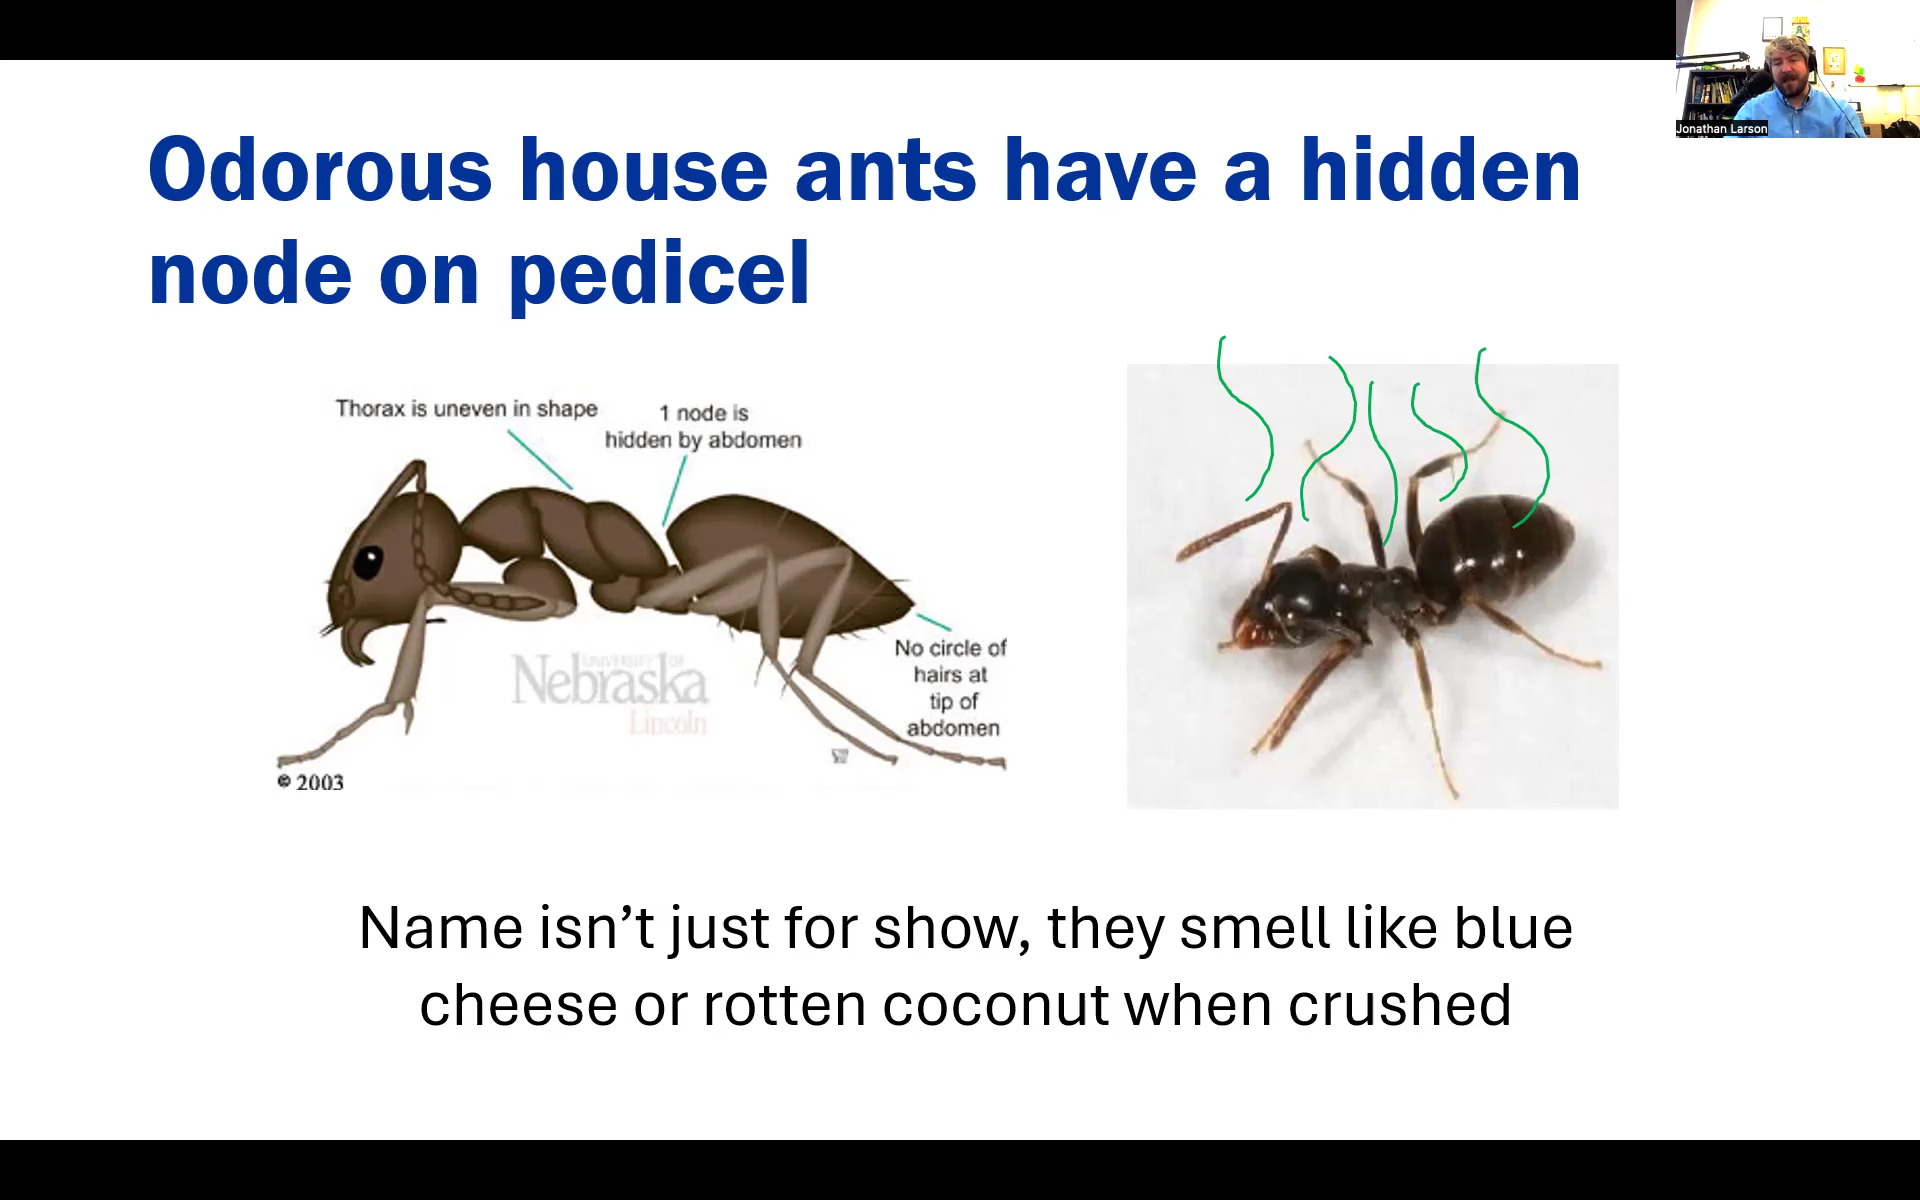 Jonathan Larson
Odorous house ants have a hidden
node on pedicel
Thorax is uneven in shape
1 node is
hidden by abdomen
No circle of
hairs at
tip of
abdomen
UNIVERSITY OF
Nebraska
Lincoln
© 2003
Name isn’t just for show, they smell like blue
cheese or rotten coconut when crushed